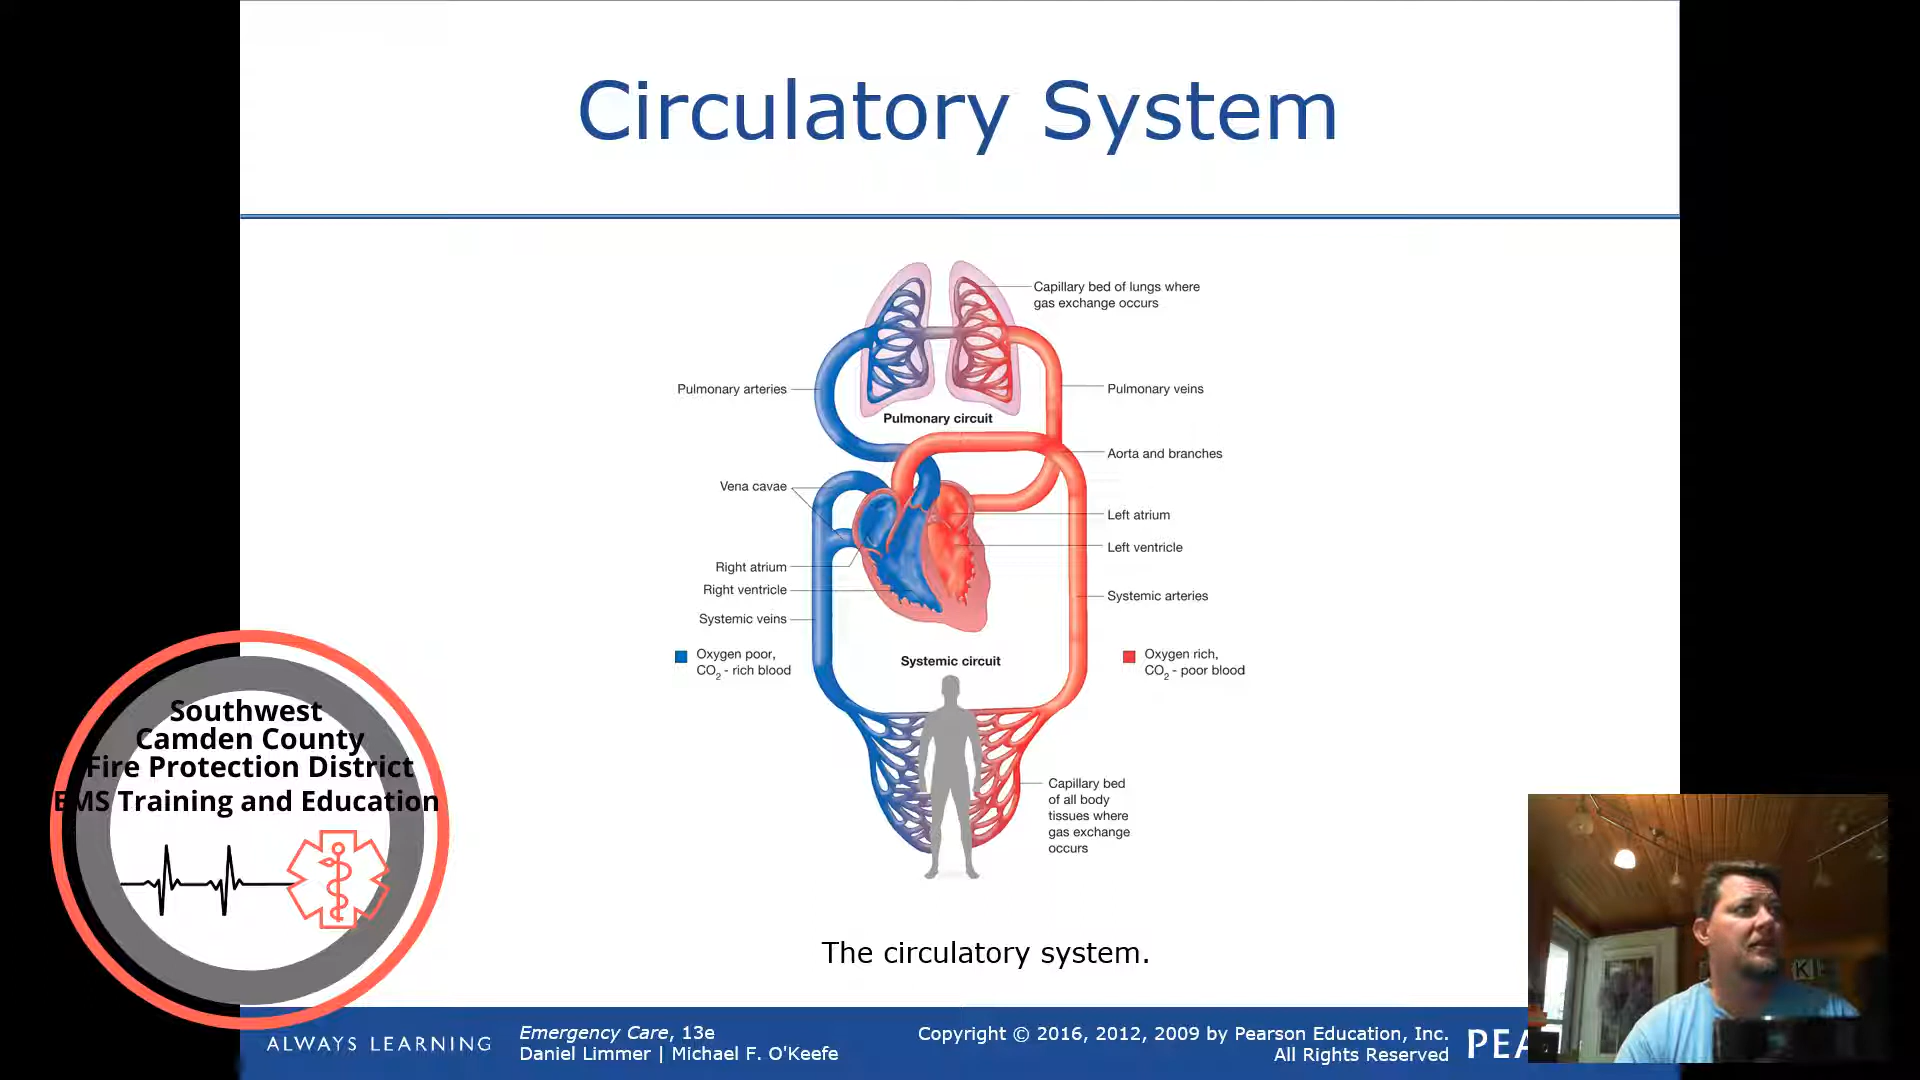 Circulatory System
Capillary bed of lungs where
gas exchange occurs
Pulmonary arteries
Pulmonary veins
Pulmonary circuit
Aorta and branches
Vena cavae
Left atrium
Left ventricle
Right atrium
Right ventricle
Systemic arteries
Systemic veins
Oxygen poor,
CO2 - rich blood
Systemic circuit
Oxygen rich,
CO2 - poor blood
Capillary bed
of all body
tissues where
gas exchange
occurs
Southwest
Camden County
Fire Protection District
EMS Training and Education
The circulatory system.
ALWAYS LEARNING
Emergency Care, 13e
Daniel Limmer | Michael F. O'Keefe
Copyright © 2016, 2012, 2009 by Pearson Education, Inc.
All Rights Reserved